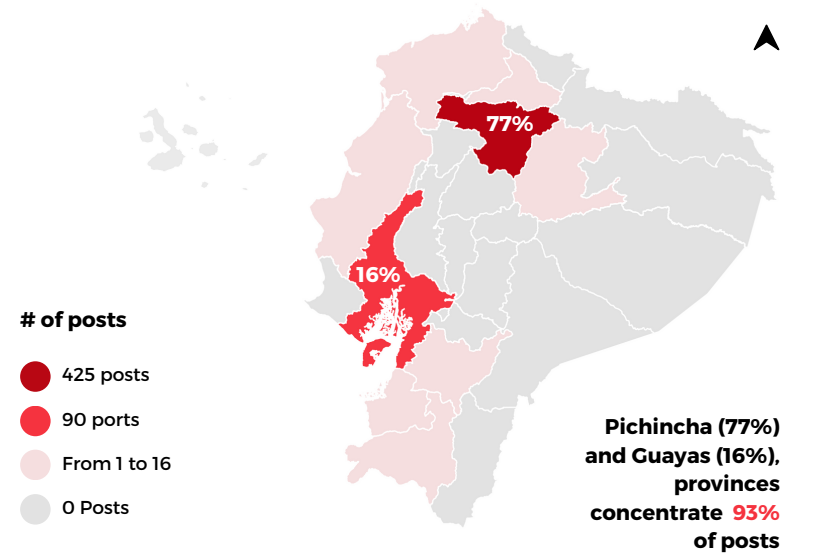 77%
16%
# of posts
425 posts
90 ports
From 1 to 16
0 Posts
Pichincha (77%)
and Guayas (16%),
provinces
concentrate 93%
of posts